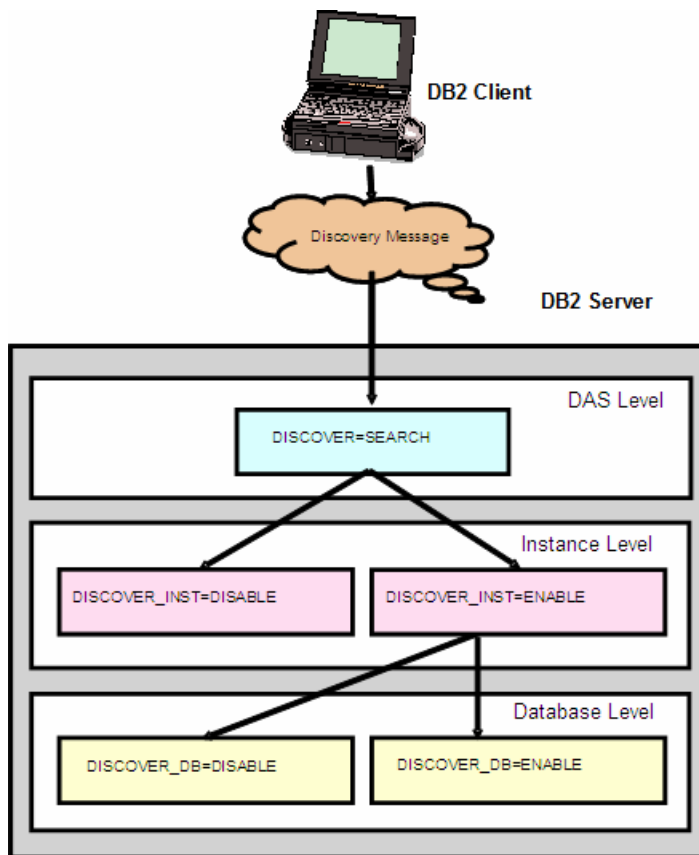 DB2 Client
Discovery Message
DB2 Server
DAS Level
DISCOVER=SEARCH
Instance Level
DISCOVER_INST=DISABLE
DISCOVER_INST=ENABLE
Database Level
DISCOVER_DB=DISABLE
DISCOVER_DB=ENABLE